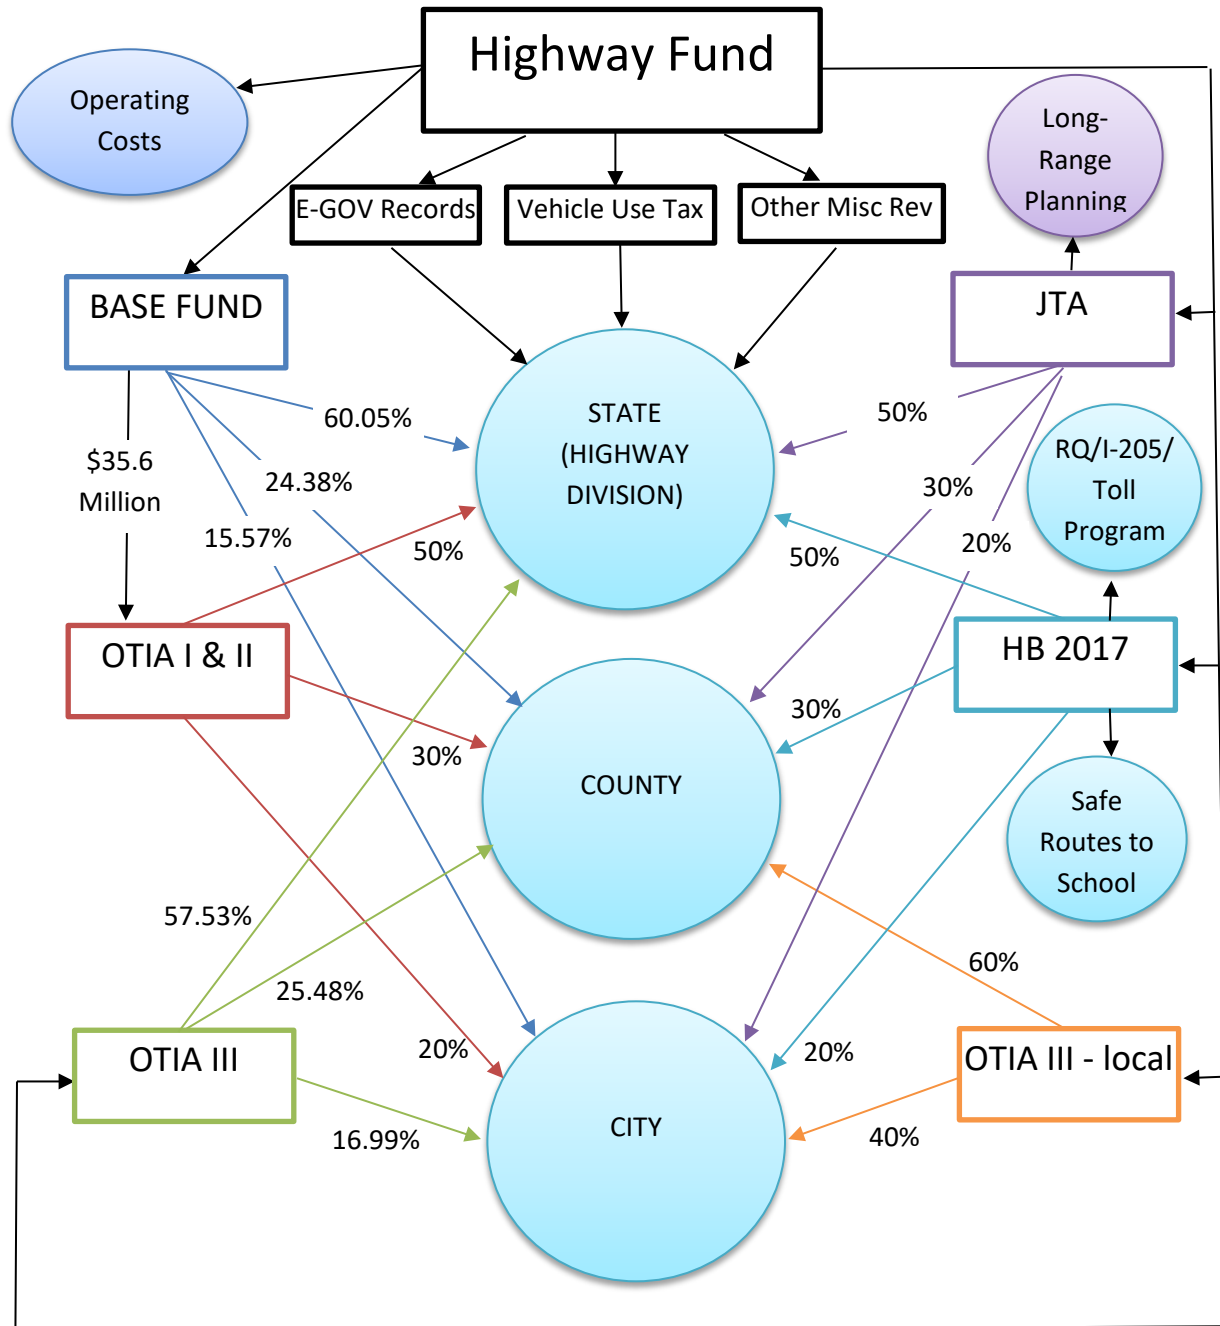 Highway Fund
Operating
Costs
Long-
Range
Planning
E-GOV Records
Vehicle Use Tax
Other Misc Rev
BASE FUND
JTA
STATE
(HIGHWAY
DIVISION)
60.05%
50%
$35.6
Million
24.38%
15.57%
50%
30%
20%
50%
RQ/I-205/
Toll
Program
OTIA I & II
HB 2017
30%
30%
COUNTY
Safe
Routes to
School
57.53%
25.48%
60%
OTIA III
20%
20%
OTIA III - local
16.99%
CITY
40%